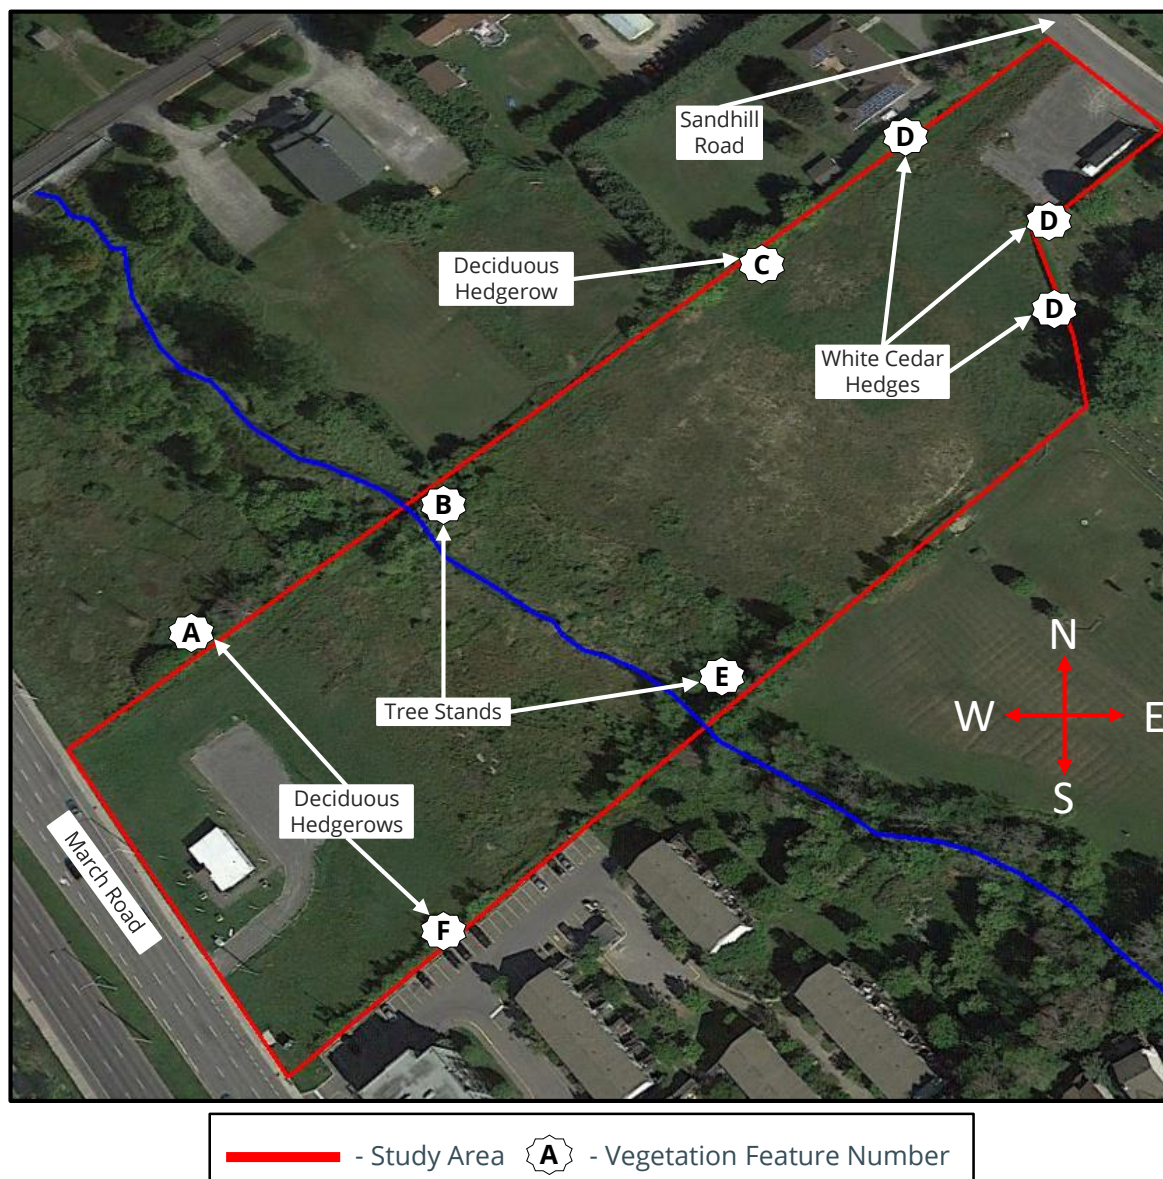 Sandhill
Road
D
D
Deciduous
Hedgerow
C
D
White Cedar
Hedges
B
A
E
Tree Stands
N
W
E
S
Deciduous
Hedgerows
March Road
F
- Study Area
A
- Vegetation Feature Number